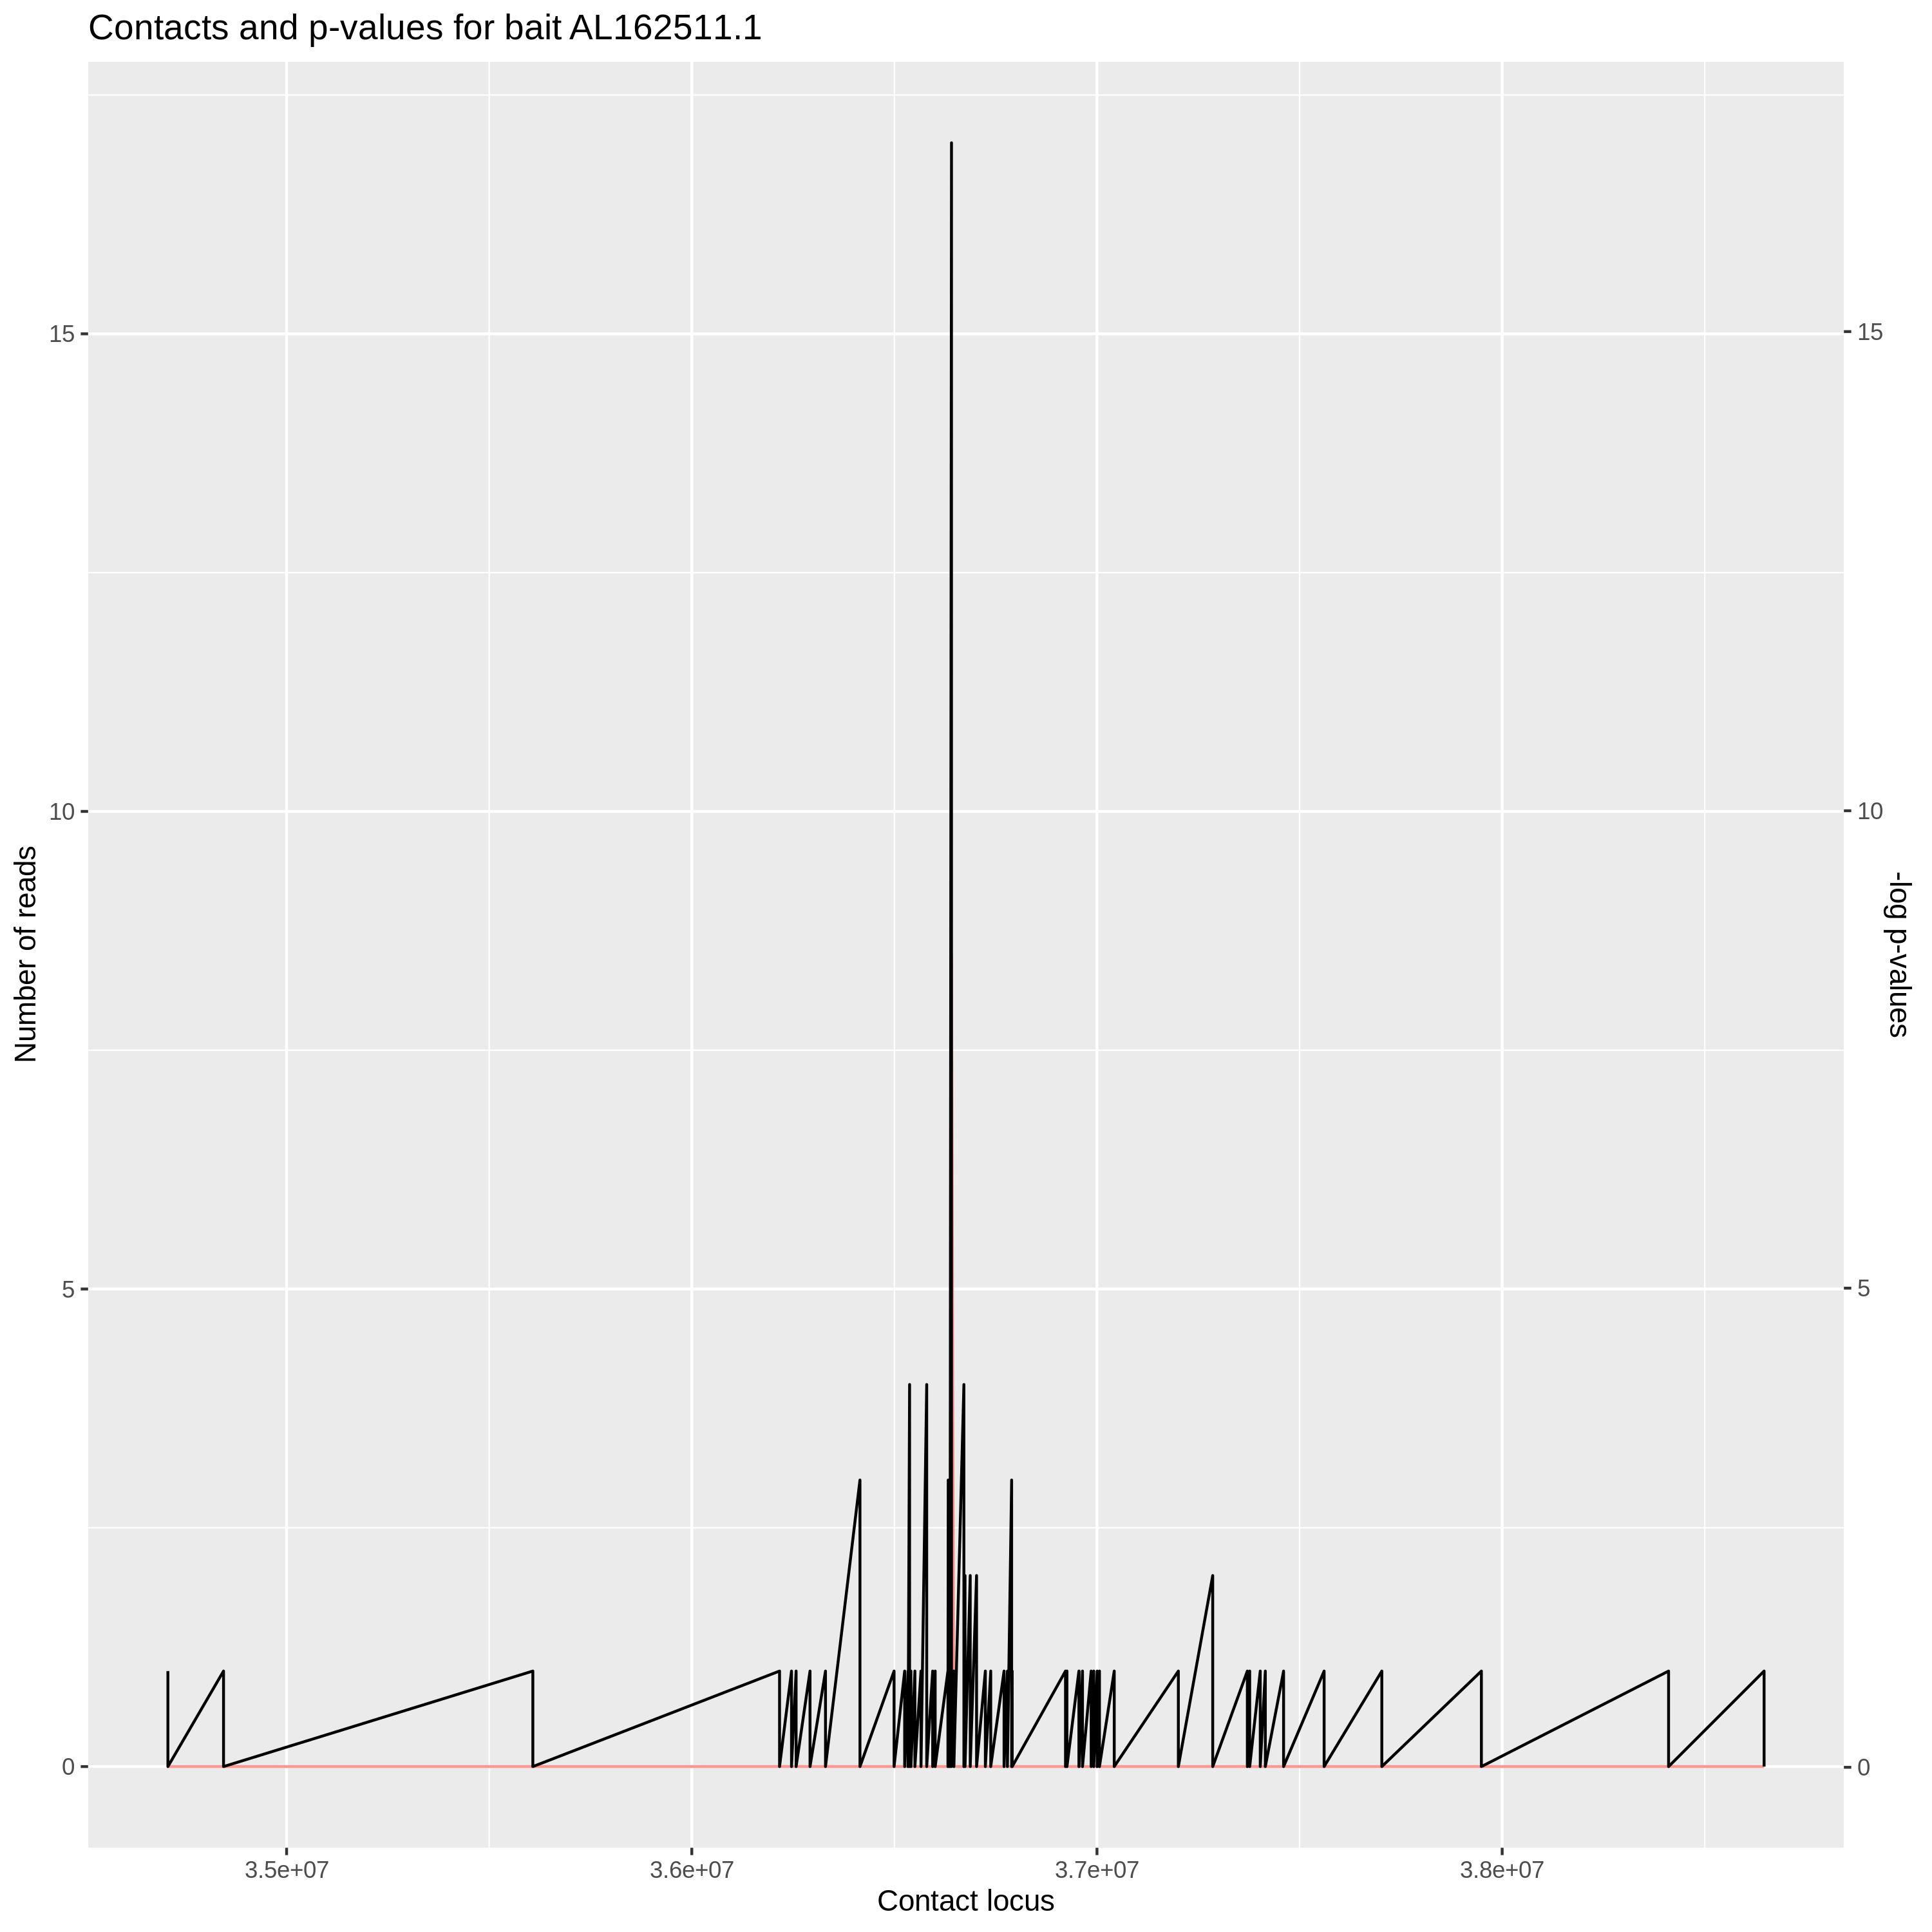 Contacts and p-values for bait AL162511.1
15
10
5
0
Number of reads
15
10
5
0
-log p-values
3.5e+07
3.6e+07
3.7e+07
3.8e+07
Contact locus